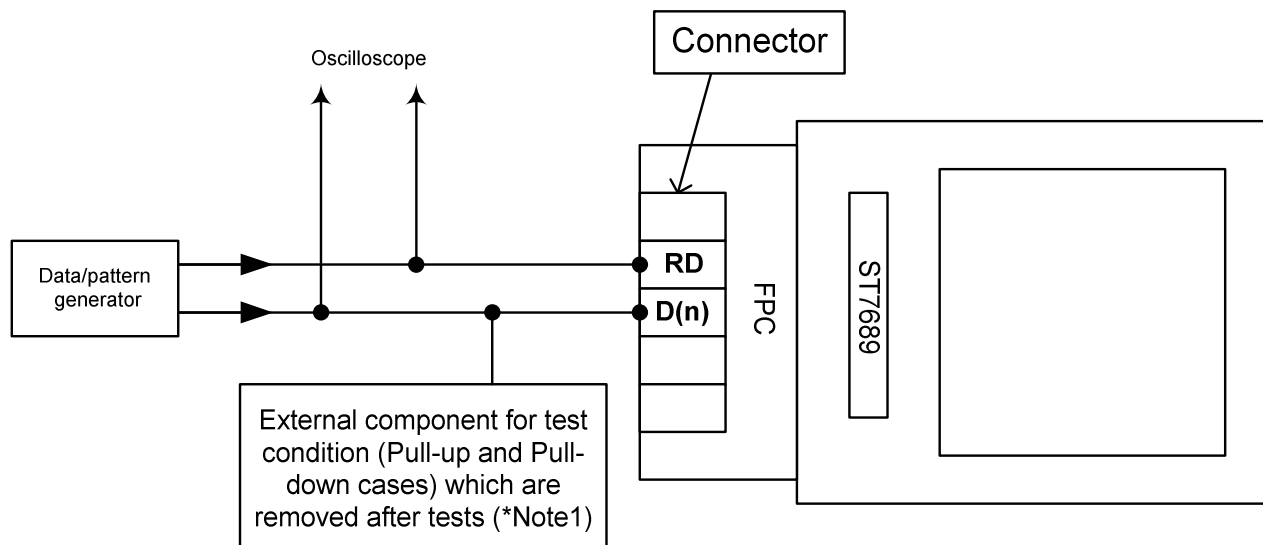 Oscilloscope
Connector
Data/pattern
generator
RD
D(n)
FPC
ST7689
External component for test
condition (Pull-up and Pull-
down cases) which are
removed after tests (*Note1)